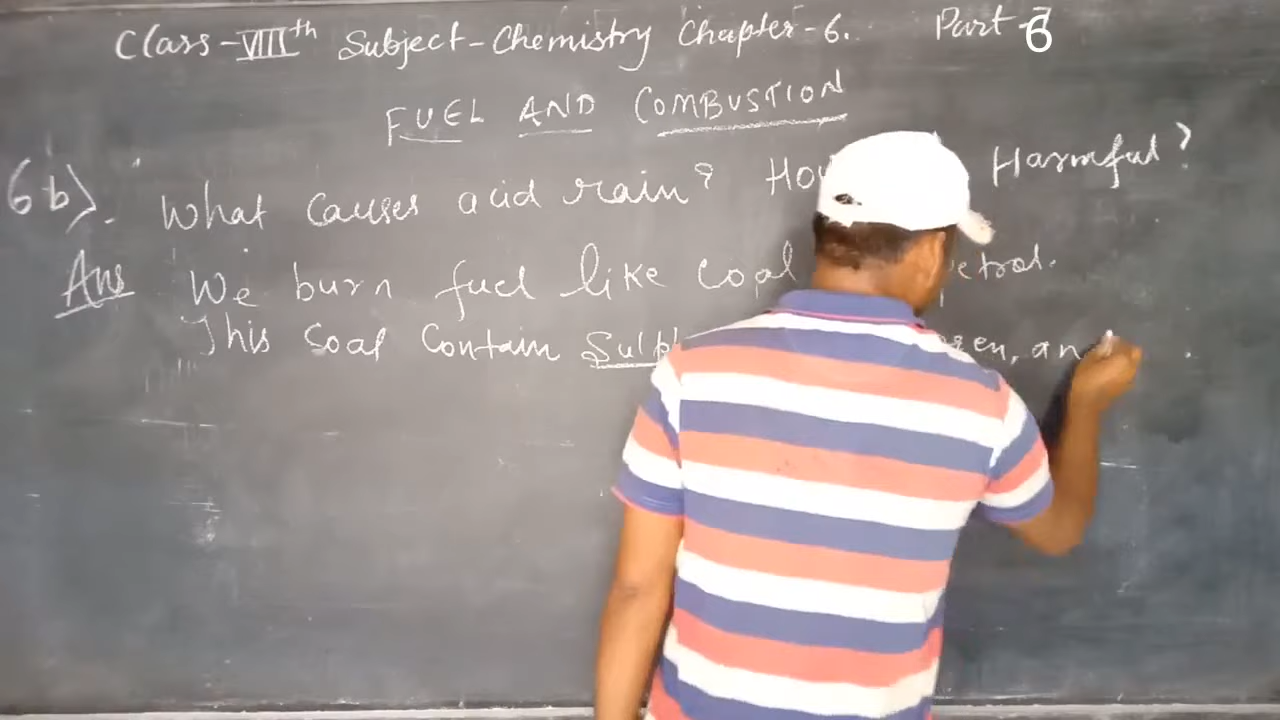 Class-VIIIth Subject-Chemistry Chapter-6. Part-6
FUEL AND COMBUSTION
6b). What causes acid rain? Harmful?
Ans We burn fuel like Coal
This Coal Contain an